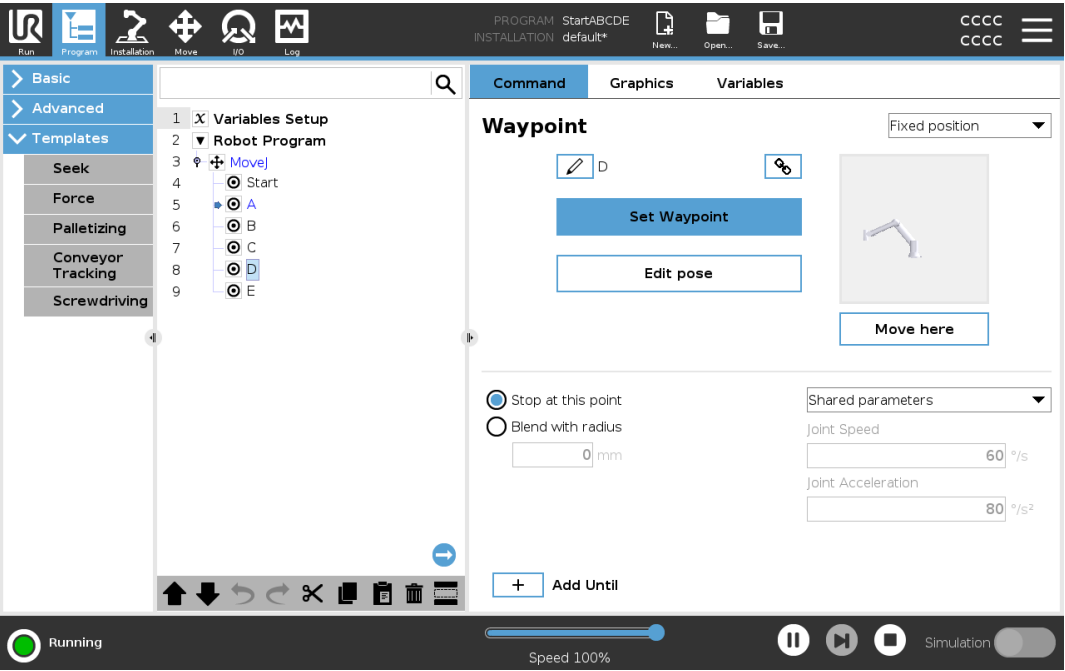 UR
PROGRAM StartABCDE
INSTALLATION default*
CCCC
CCCC
Run Program Installation Move I/O Log New... Open... Save...
Basic
Advanced
Templates
Seek
Force
Palletizing
Conveyor
Tracking
Screwdriving
1 X Variables Setup
2 Robot Program
3 MoveJ
4 Start
5 A
6 B
7 C
8 D
9 E
Command Graphics Variables
Waypoint
Fixed position
D
Set Waypoint
Edit pose
Move here
Stop at this point
Blend with radius
0 mm
Shared parameters
Joint Speed
60 °/s
Joint Acceleration
80 °/s²
+ Add Until
Running
Speed 100%
Simulation